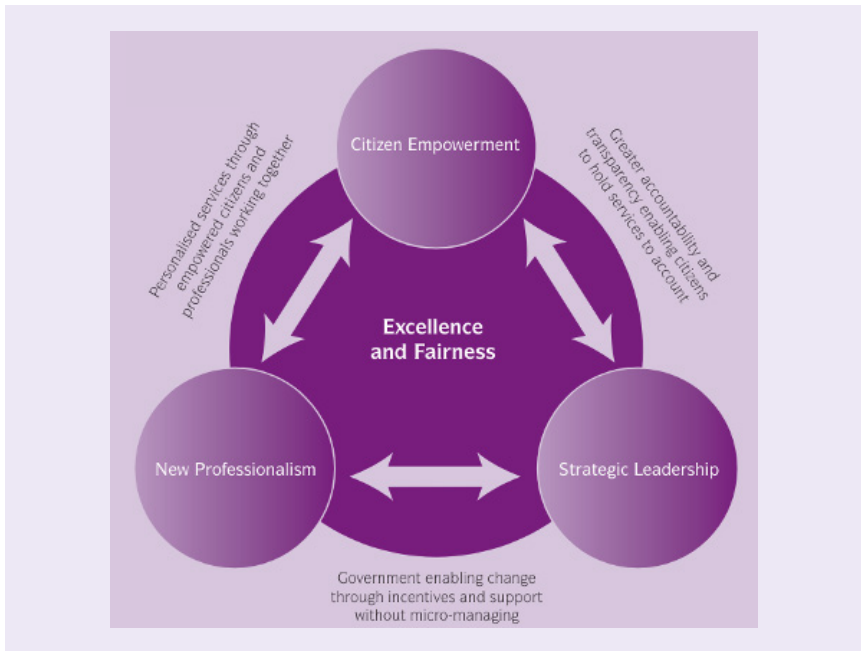 Citizen Empowerment
Personalised services through
empowered citizens and
professionals working together
Greater accountability and
transparency enabling citizens
to hold services to account
Excellence
and Fairness
New Professionalism
Strategic Leadership
Government enabling change
through incentives and support
without micro-managing